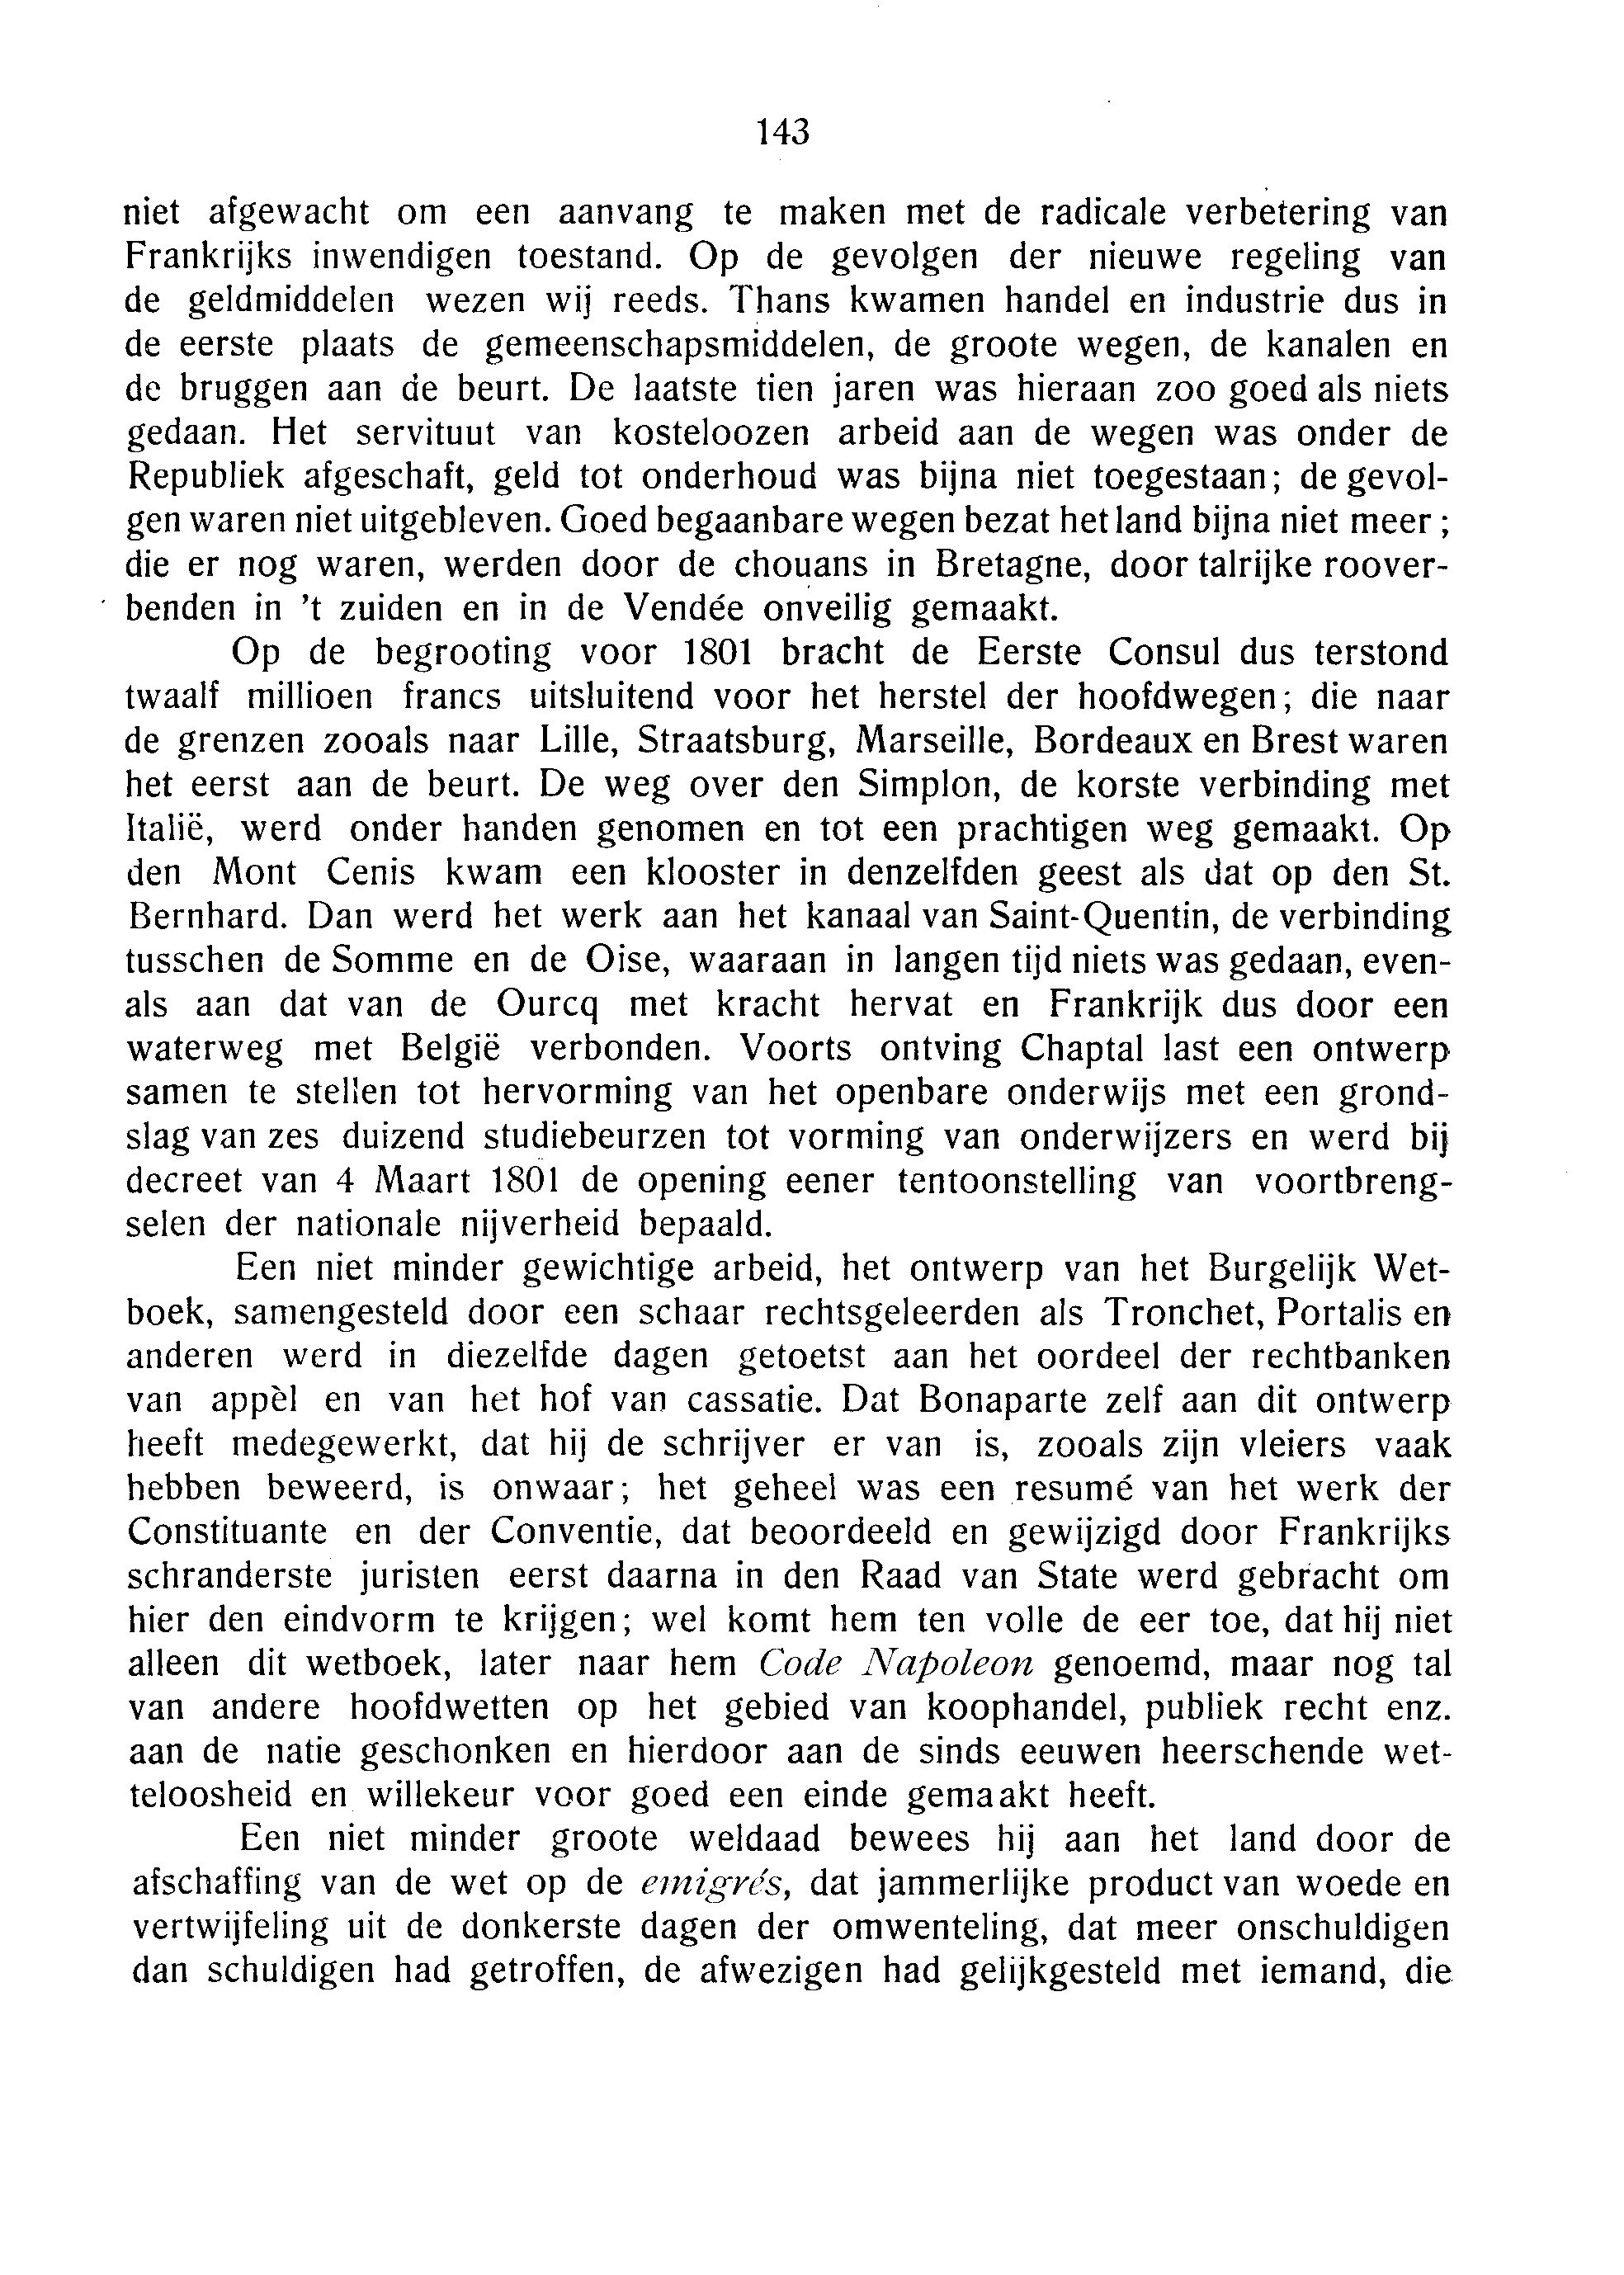 143
niet afgewacht om een aanvang te maken met de radicale verbetering van
Frankrijks inwendigen toestand. Op de gevolgen der nieuwe regeling van
de geldmiddelen wezen wij reeds. Thans kwamen handel en industrie dus in
de eerste plaats de gemeenschapsmiddelen, de groote wegen, de kanalen en
de bruggen aan de beurt. De laatste tien jaren was hieraan zoo goed als niets
gedaan. Het servituut van kosteloozen arbeid aan de wegen was onder de
Republiek afgeschaft, geld tot onderhoud was bijna niet toegestaan; de gevol-
gen waren niet uitgebleven. Goed begaanbare wegen bezat het land bijna niet meer;
die er nog waren, werden door de chouans in Bretagne, door talrijke roover-
benden in 't zuiden en in de Vendée onveilig gemaakt.
Op de begrooting voor 1801 bracht de Eerste Consul dus terstond
twaalf millioen francs uitsluitend voor het herstel der hoofdwegen; die naar
de grenzen zooals naar Lille, Straatsburg, Marseille, Bordeaux en Brest waren
het eerst aan de beurt. De weg over den Simplon, de korste verbinding met
Italië, werd onder handen genomen en tot een prachtigen weg gemaakt. Op
den Mont Cenis kwam een klooster in denzelfden geest als dat op den St.
Bernhard. Dan werd het werk aan het kanaal van Saint-Quentin, de verbinding
tusschen de Somme en de Oise, waaraan in langen tijd niets was gedaan, even-
als aan dat van de Ourcq met kracht hervat en Frankrijk dus door een
waterweg met België verbonden. Voorts ontving Chaptal last een ontwerp
samen te stellen tot hervorming van het openbare onderwijs met een grond-
slag van zes duizend studiebeurzen tot vorming van onderwijzers en werd bij
decreet van 4 Maart 1801 de opening eener tentoonstelling van voortbreng-
selen der nationale nijverheid bepaald.
Een niet minder gewichtige arbeid, het ontwerp van het Burgelijk Wet-
boek, samengesteld door een schaar rechtsgeleerden als Tronchet, Portalis en
anderen werd in diezelfde dagen getoetst aan het oordeel der rechtbanken
van appèl en van het hof van cassatie. Dat Bonaparte zelf aan dit ontwerp
heeft medegewerkt, dat hij de schrijver er van is, zooals zijn vleiers vaak
hebben beweerd, is onwaar; het geheel was een resumé van het werk der
Constituante en der Conventie, dat beoordeeld en gewijzigd door Frankrijks
schranderste juristen eerst daarna in den Raad van State werd gebracht om
hier den eindvorm te krijgen; wel komt hem ten volle de eer toe, dat hij niet
alleen dit wetboek, later naar hem Code Napoleon genoemd, maar nog tal
van andere hoofdwetten op het gebied van koophandel, publiek recht enz.
aan de natie geschonken en hierdoor aan de sinds eeuwen heerschende wet-
teloosheid en willekeur voor goed een einde gemaakt heeft.
Een niet minder groote weldaad bewees hij aan het land door de
afschaffing van de wet op de emigrés, dat jammerlijke product van woede en
vertwijfeling uit de donkerste dagen der omwenteling, dat meer onschuldigen
dan schuldigen had getroffen, de afwezigen had gelijkgesteld met iemand, die